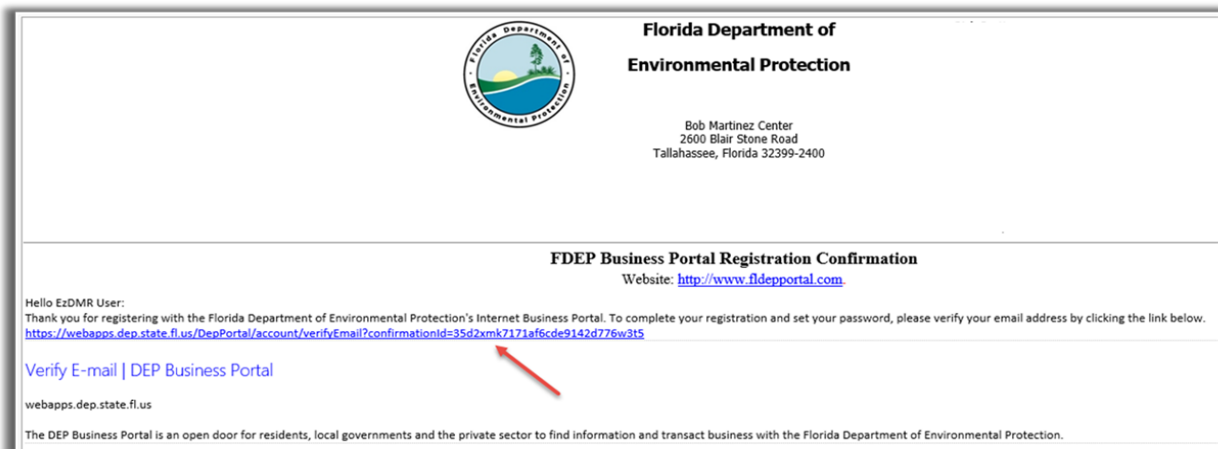 Florida Department of
Environmental Protection
Florida Department of Environmental Protection
Bob Martinez Center
2600 Blair Stone Road
Tallahassee, Florida 32399-2400
FDEP Business Portal Registration Confirmation
Website: http://www.fldepportal.com.
Hello EzDMR User:
Thank you for registering with the Florida Department of Environmental Protection's Internet Business Portal. To complete your registration and set your password, please verify your email address by clicking the link below.
https://webapps.dep.state.fl.us/DepPortal/account/verifyEmail?confirmationId=35d2xmk7171af6cde9142d776w3t5
Verify E-mail | DEP Business Portal
webapps.dep.state.fl.us
The DEP Business Portal is an open door for residents, local governments and the private sector to find information and transact business with the Florida Department of Environmental Protection.